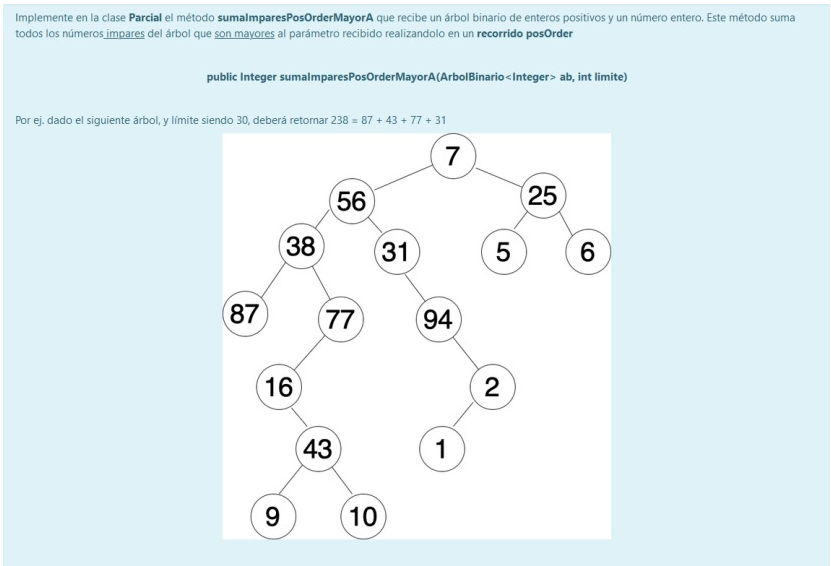 Implemente en la clase Parcial el método sumaImparesPosOrderMayorA que recibe un árbol binario de enteros positivos y un número entero. Este método suma
todos los números impares del árbol que son mayores al parámetro recibido realizandolo en un recorrido posOrder
public Integer sumaImparesPosOrderMayorA(ArbolBinario<Integer> ab, int limite)
Por ej. dado el siguiente árbol, y límite siendo 30, deberá retornar 238 = 87 + 43 + 77 + 31
7
56 25
38 31 5 6
87 77 94
16 2
43 1
9 10